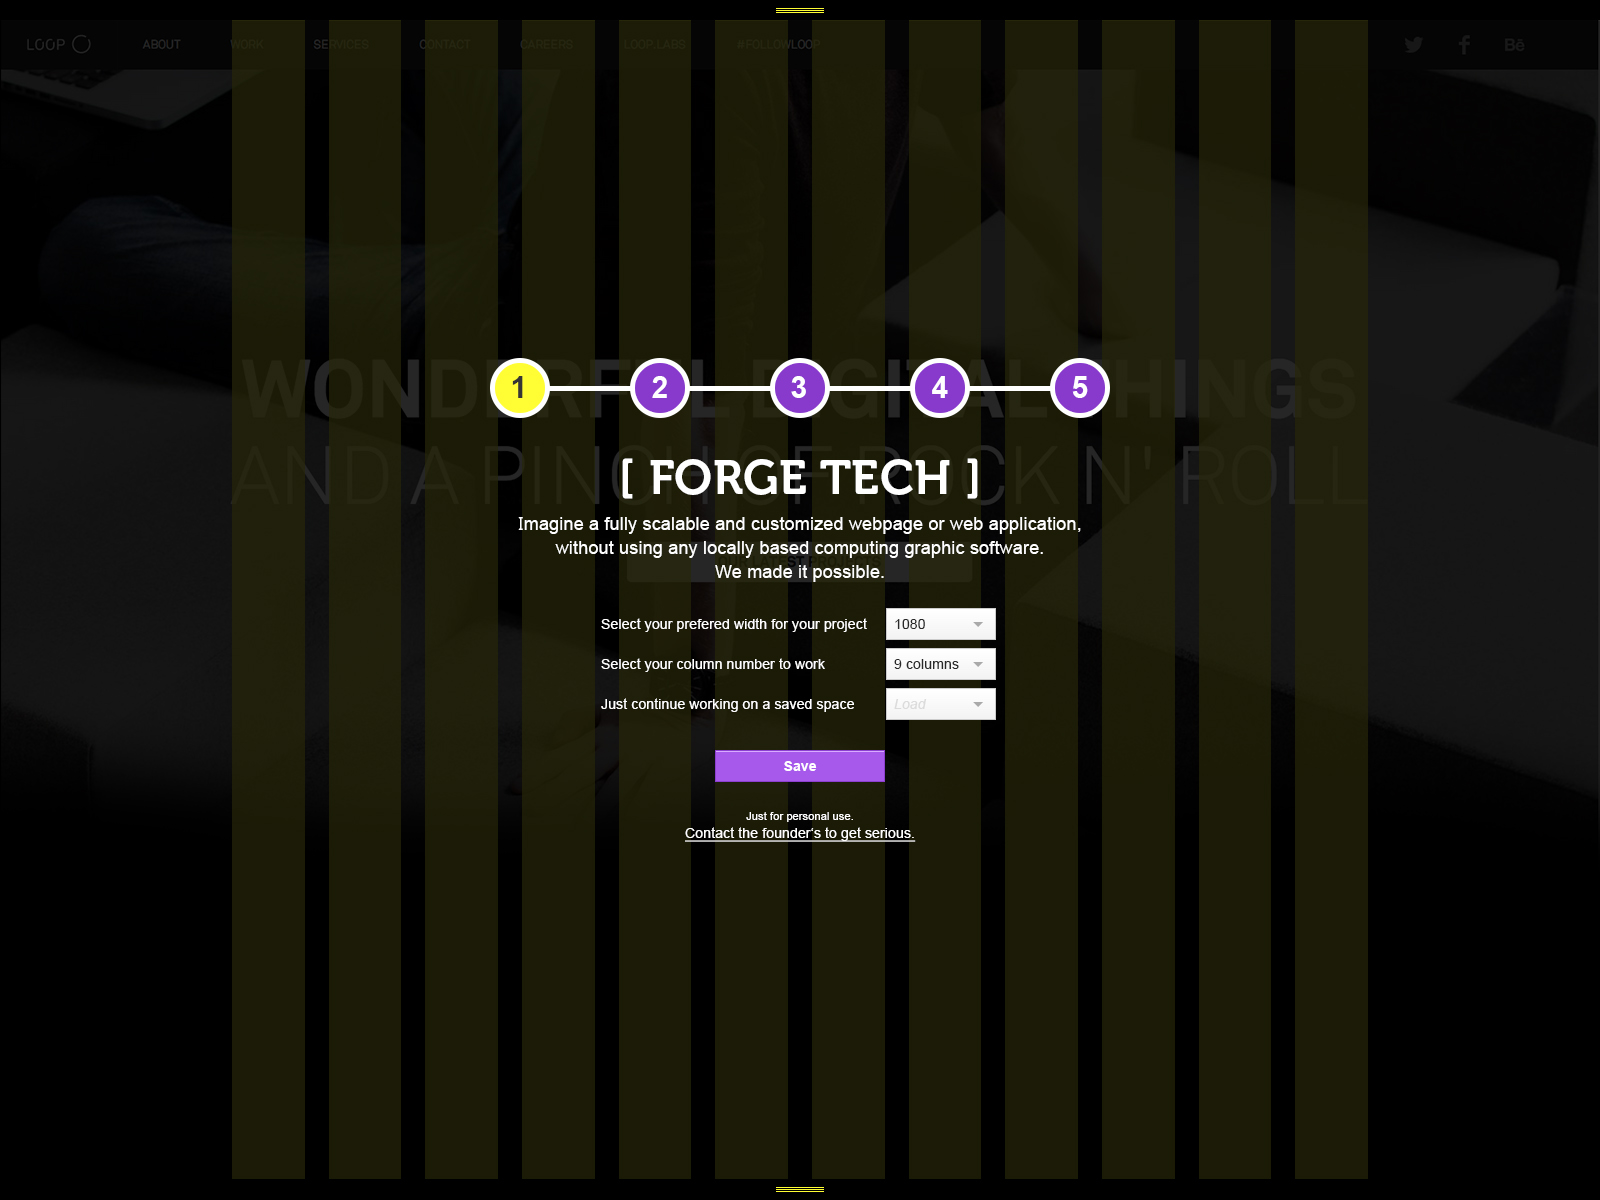 LOOP
ABOUT WORK SERVICES CONTACT CAREERS LOOP LABS #FOLLOWLOOP
Bē
WONDERFUL DIGITAL THINGS
1 2 3 4 5
AND A PINCH OF ROCK N' ROLL
[ FORGE TECH ]
Imagine a fully scalable and customized webpage or web application,
without using any locally based computing graphic software.
We made it possible.
Select your prefered width for your project 1080
Select your column number to work 9 columns
Just continue working on a saved space Load
Save
Just for personal use.
Contact the founder's to get serious.